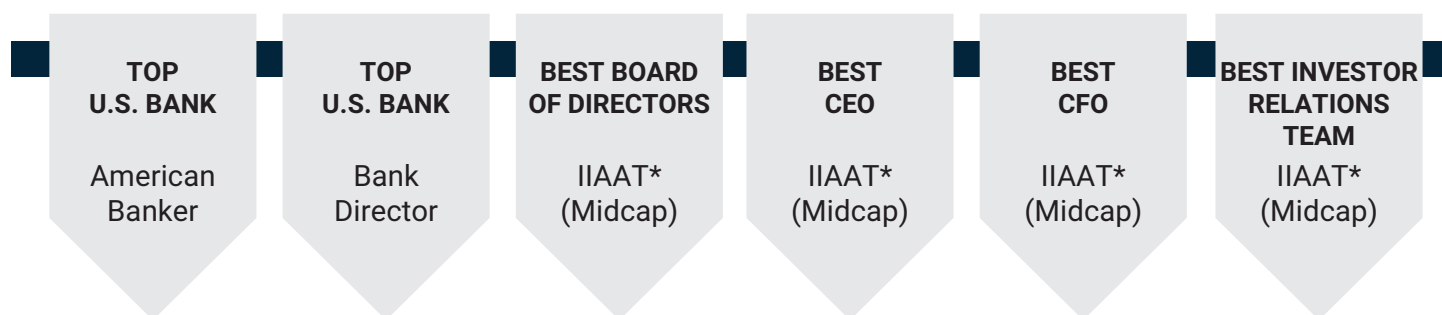 TOP
U.S. BANK
American
Banker
TOP
U.S. BANK
Bank
Director
BEST BOARD
OF DIRECTORS
IIAAT*
(Midcap)
BEST
CEO
IIAAT*
(Midcap)
BEST
CFO
IIAAT*
(Midcap)
BEST INVESTOR
RELATIONS
TEAM
IIAAT*
(Midcap)